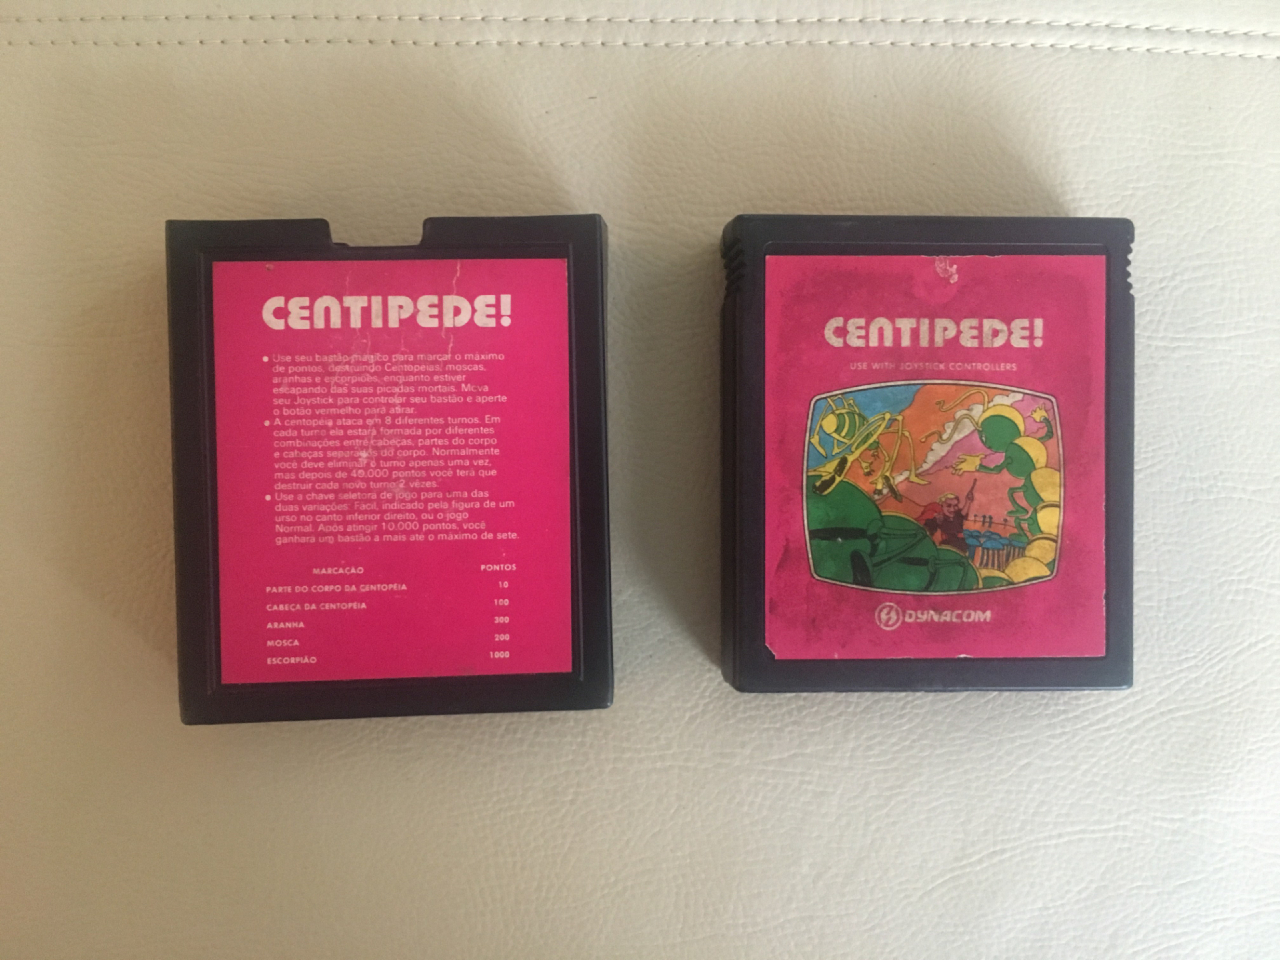 CENTIPEDE!
● Use seu bastão mágico para marcar o máximo
de pontos, destruindo Centopéias, moscas,
aranhas e escorpiões, enquanto estiver
escapando das suas picadas mortais. Mova
seu Joystick para controlar seu bastão e aperte
o botão vermelho para atirar.
● A centopéia ataca em 8 diferentes turnos. Em
cada turno ela estará formada por diferentes
combinações entre cabeças, partes do corpo
e cabeças separadas do corpo. Normalmente
você deve eliminar o turno apenas uma vez,
mas depois de 40.000 pontos você terá que
destruir cada novo turno 2 vêzes.
● Use a chave seletora de jogo para uma das
duas variações: Fácil, indicado pela figura de um
urso no canto inferior direito, ou o jogo
Normal. Após atingir 10.000 pontos, você
ganhará um bastão a mais até o máximo de sete.
MARCAÇÃO PONTOS
PARTE DO CORPO DA CENTOPÉIA 10
CABEÇA DA CENTOPÉIA 100
ARANHA 300
MOSCA 200
ESCORPIÃO 1000
CENTIPEDE!
USE WITH JOYSTICK CONTROLLERS
DYNACOM